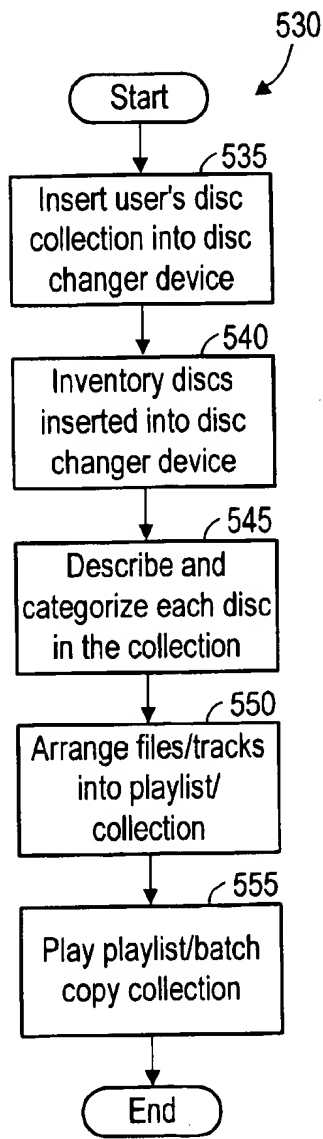 530
Start
535
Insert user's disc
collection into disc
changer device
540
Inventory discs
inserted into disc
changer device
545
Describe and
categorize each disc
in the collection
550
Arrange files/tracks
into playlist/
collection
555
Play playlist/batch
copy collection
End